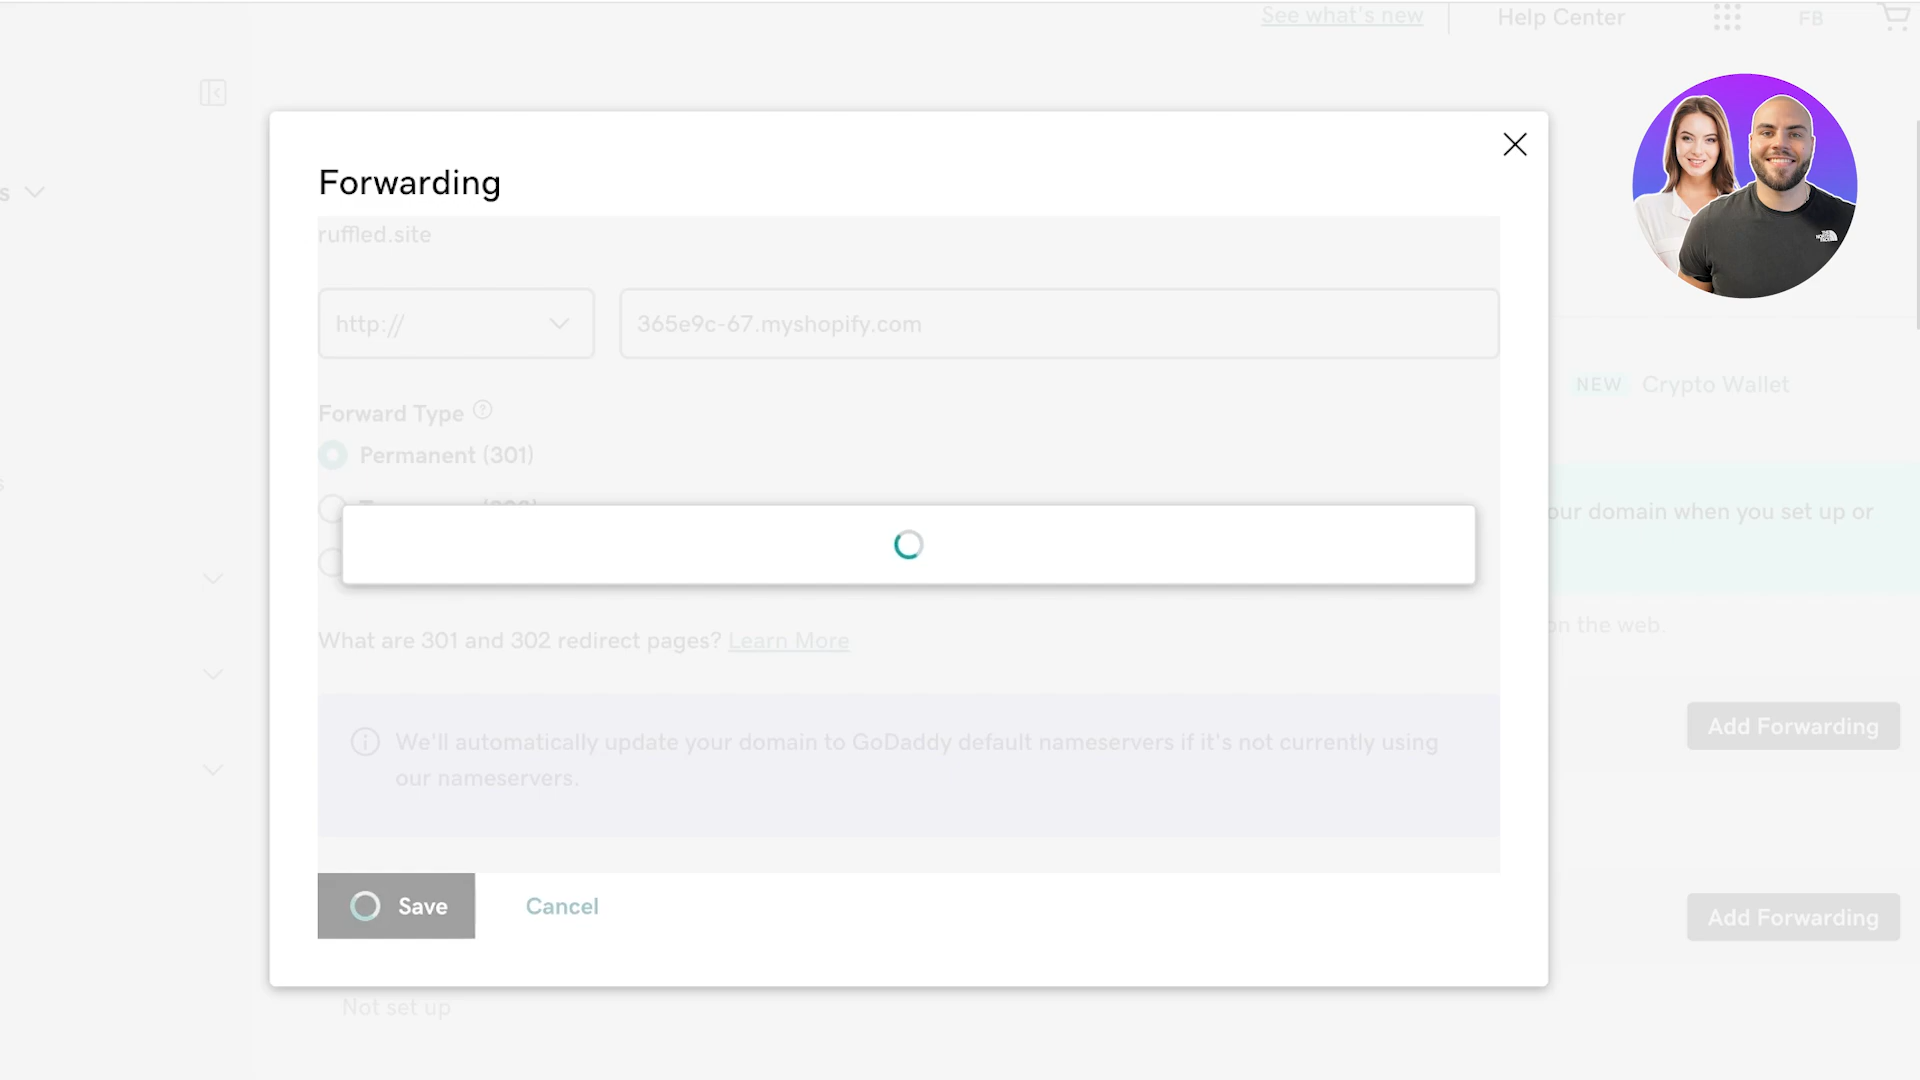 See what's new
Help Center
FB
s
Forwarding
ruffled.site
http://
365e9c-67.myshopify.com
NEW Crypto Wallet
Forward Type
Permanent (301)
our domain when you set up or
What are 301 and 302 redirect pages? Learn More
on the web.
We'll automatically update your domain to GoDaddy default nameservers if it's not currently using
our nameservers.
Add Forwarding
Save
Cancel
Add Forwarding
Not set up